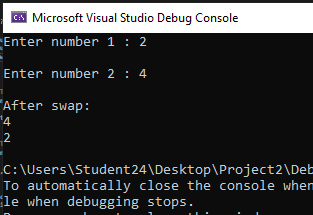 Microsoft Visual Studio Debug Console
Enter number 1 : 2
Enter number 2 : 4
After swap:
4
2
C:\Users\Student24\Desktop\Project2\Deb
To automatically close the console when
le when debugging stops.